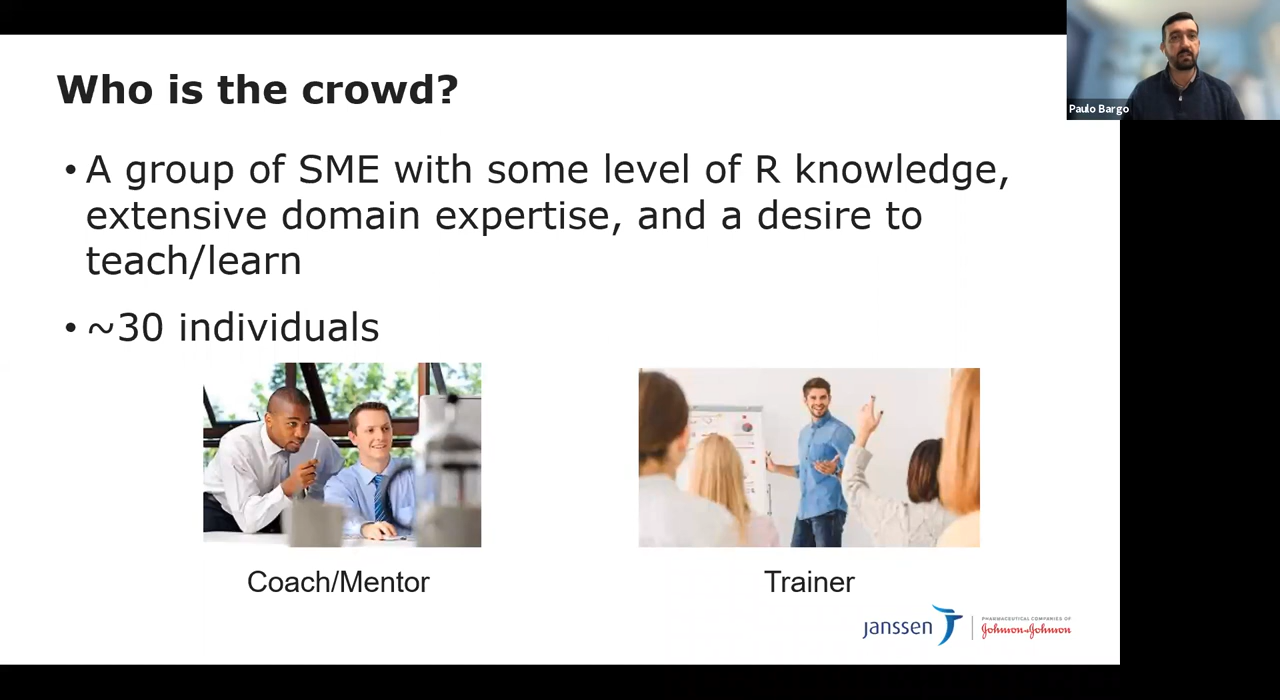 Who is the crowd?
Paulo Bargo
• A group of SME with some level of R knowledge,
extensive domain expertise, and a desire to
teach/learn
• ~30 individuals
Coach/Mentor
Trainer
janssen
PHARMACEUTICAL COMPANIES OF
Johnson&Johnson